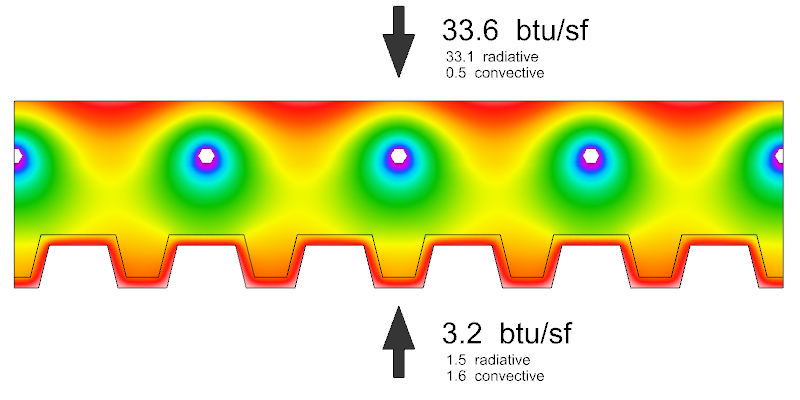 33.6 btu/sf
33.1 radiative
0.5 convective
3.2 btu/sf
1.5 radiative
1.6 convective